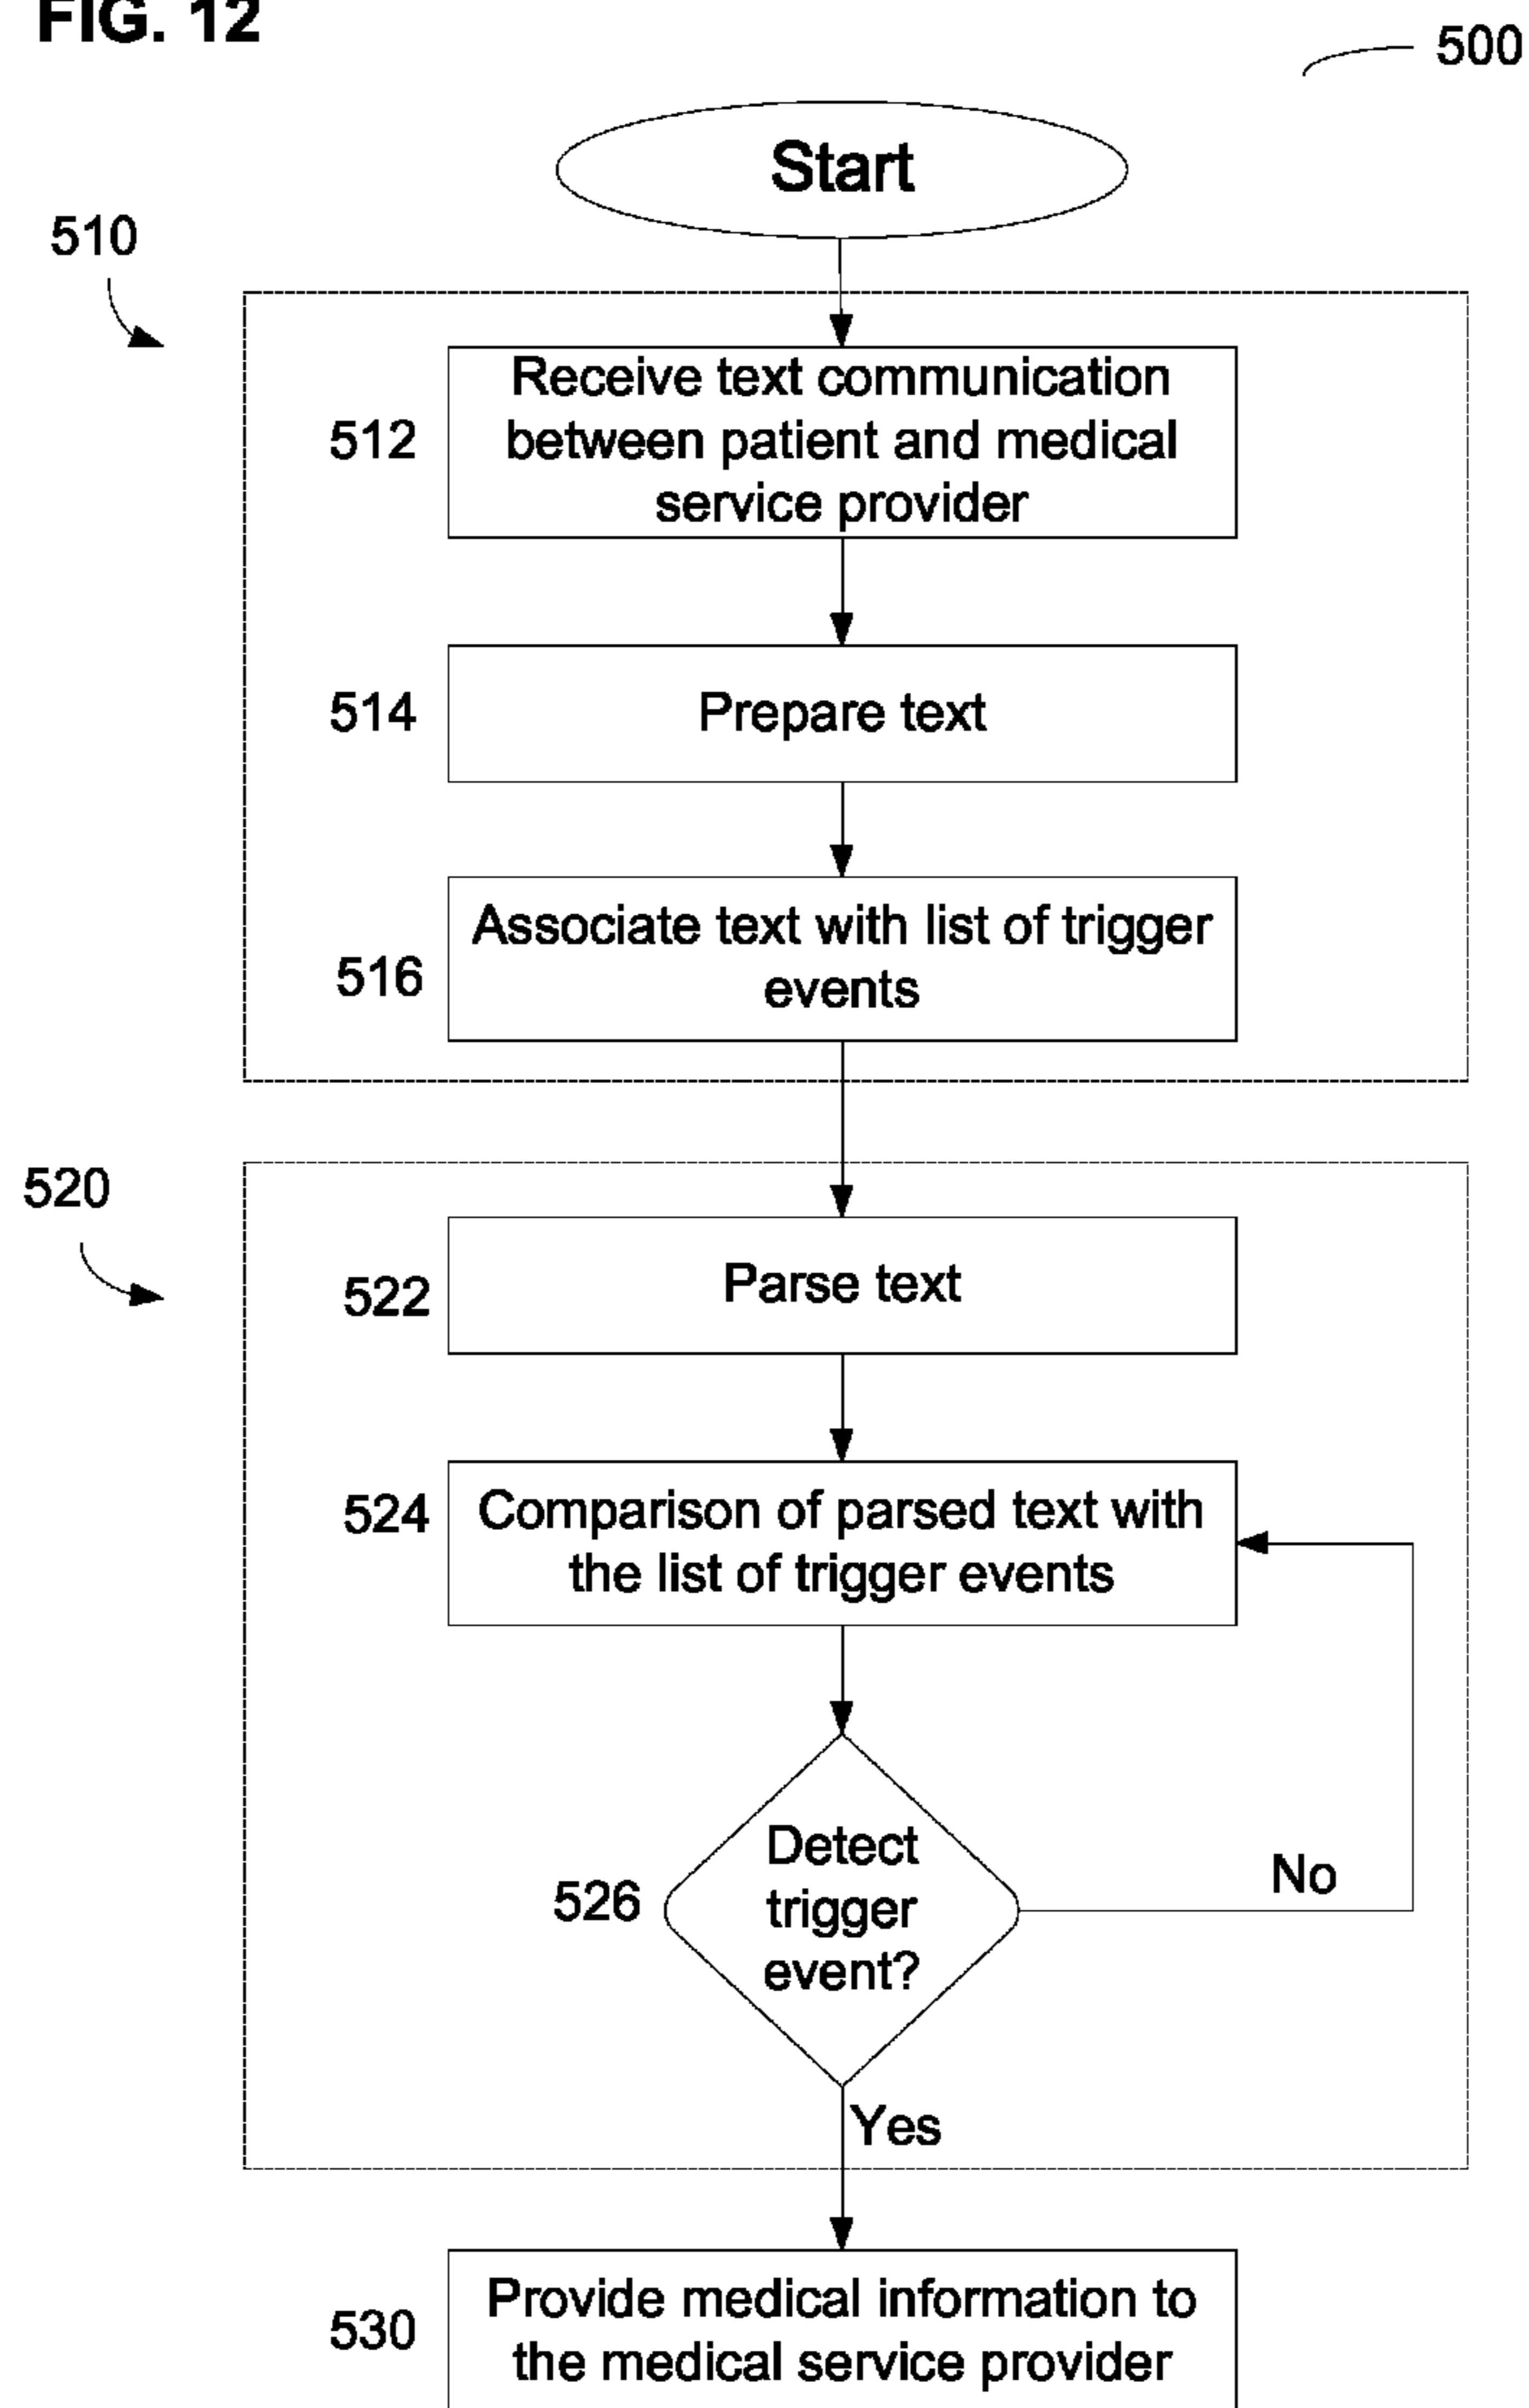 FIG. 12
500
Start
510
512
Receive text communication
between patient and medical
service provider
514
Prepare text
516
Associate text with list of trigger
events
520
522
Parse text
524
Comparison of parsed text with
the list of trigger events
526
Detect
trigger
event?
No
Yes
530
Provide medical information to
the medical service provider